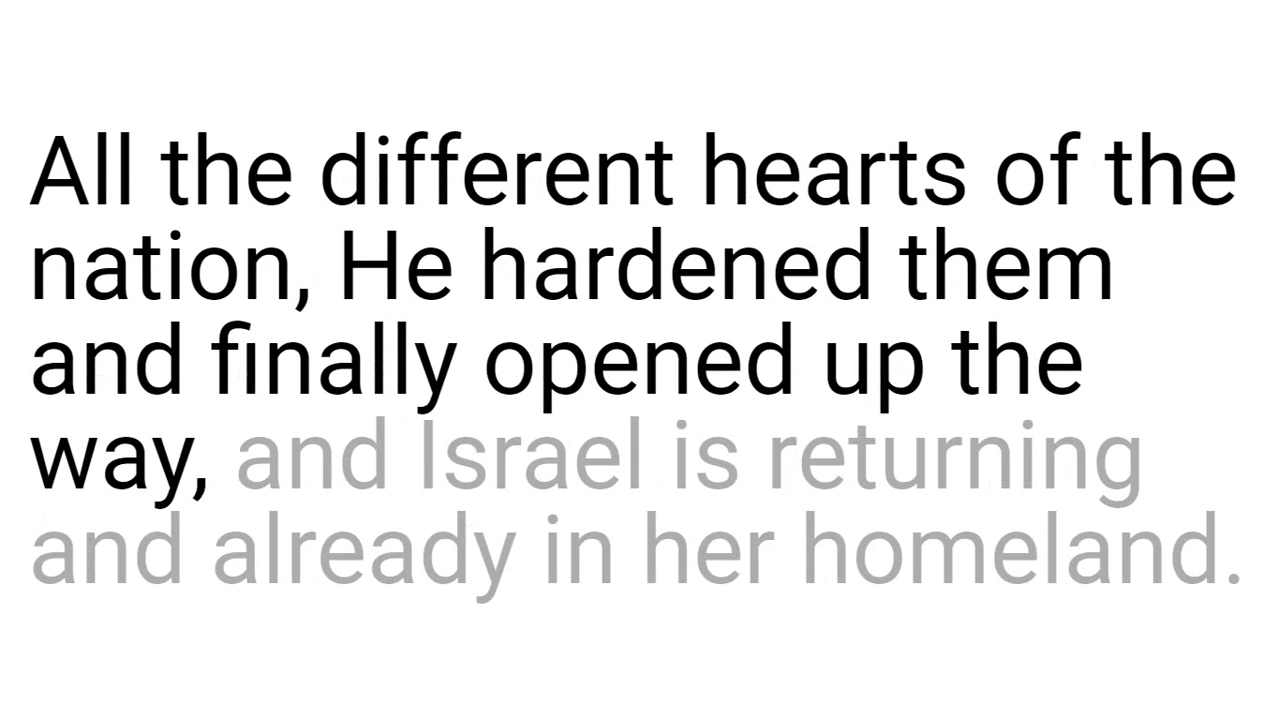 All the different hearts of the
nation, He hardened them
and finally opened up the
way, and Israel is returning
and already in her homeland.